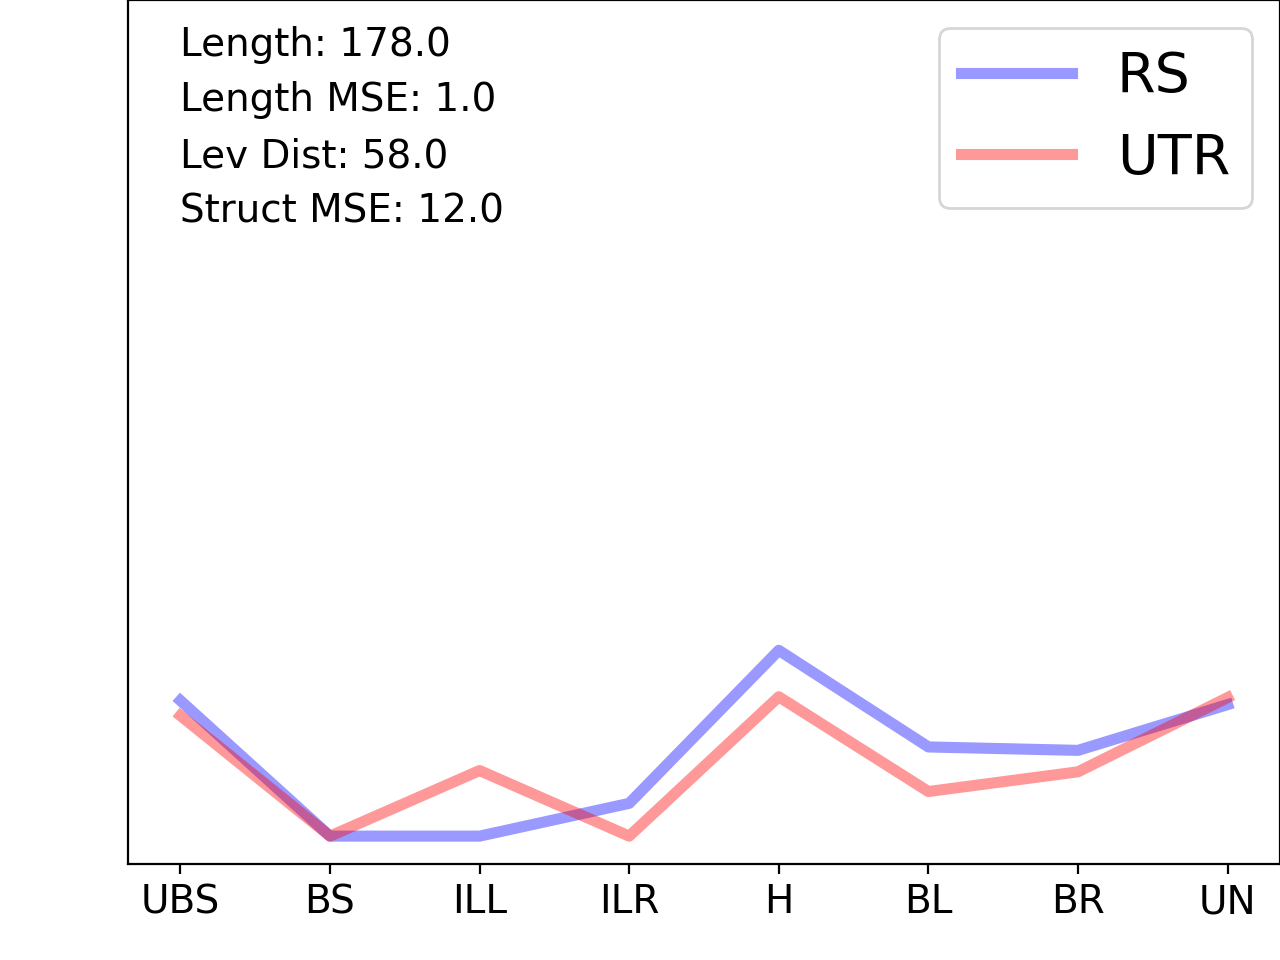 Length: 178.0
Length MSE: 1.0
Lev Dist: 58.0
Struct MSE: 12.0
RS
UTR
UBS BS ILL ILR H BL BR UN